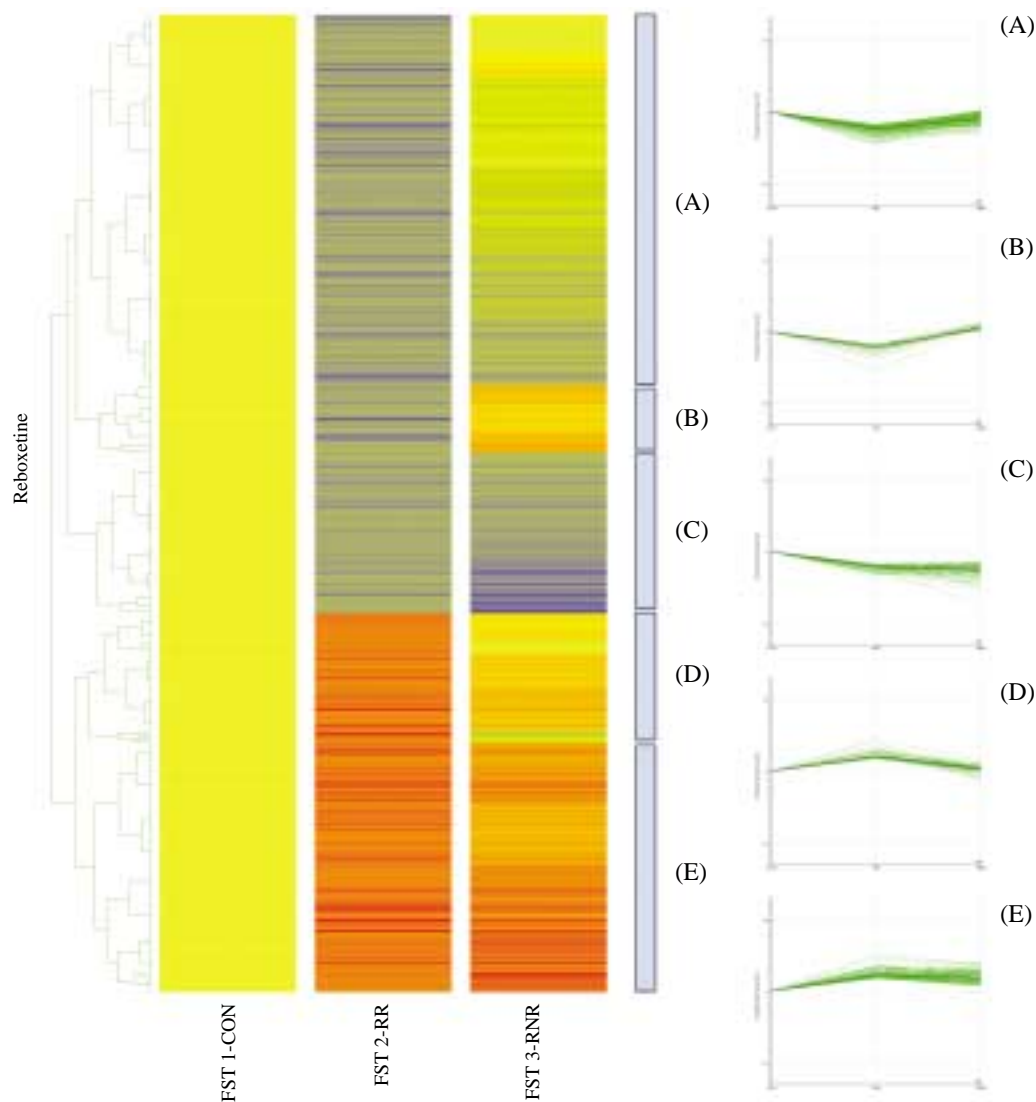 Reboxetine
(A)
(B)
(C)
(D)
(E)
FST 1-CON
FST 2-RR
FST 3-RNR
(A)
(B)
(C)
(D)
(E)